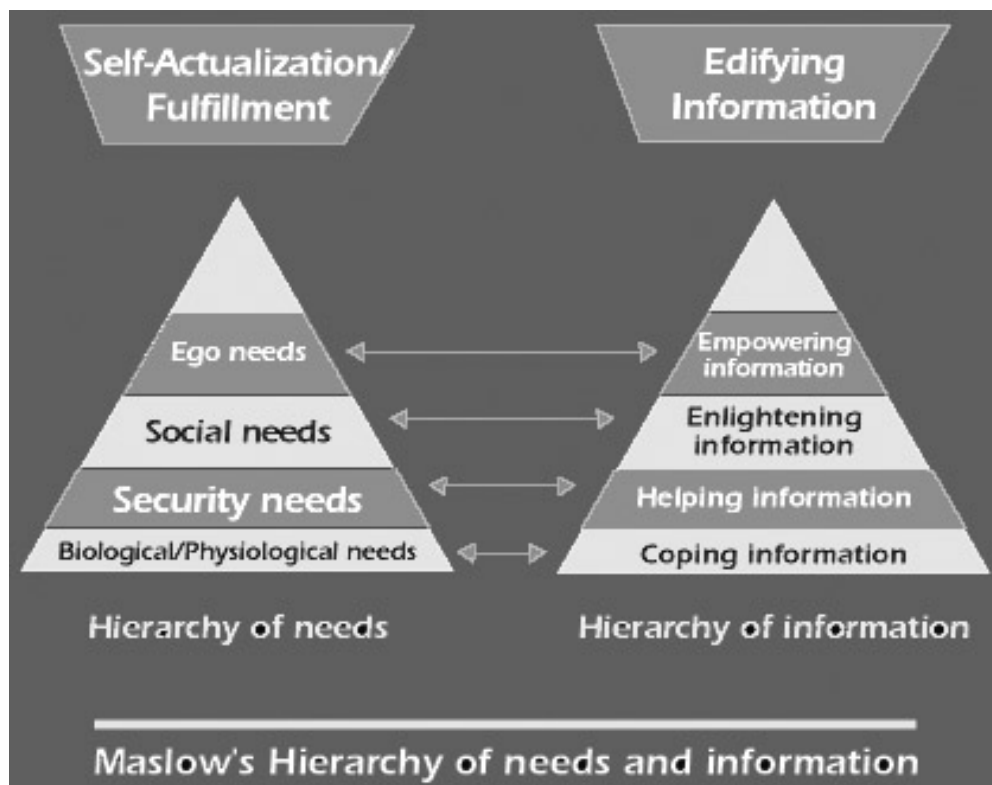 Self-Actualization/
Fulfillment
Edifying
Information
Ego needs
Empowering
information
Social needs
Enlightening
information
Security needs
Helping information
Biological/Physiological needs
Coping information
Hierarchy of needs
Hierarchy of information
Maslow's Hierarchy of needs and information